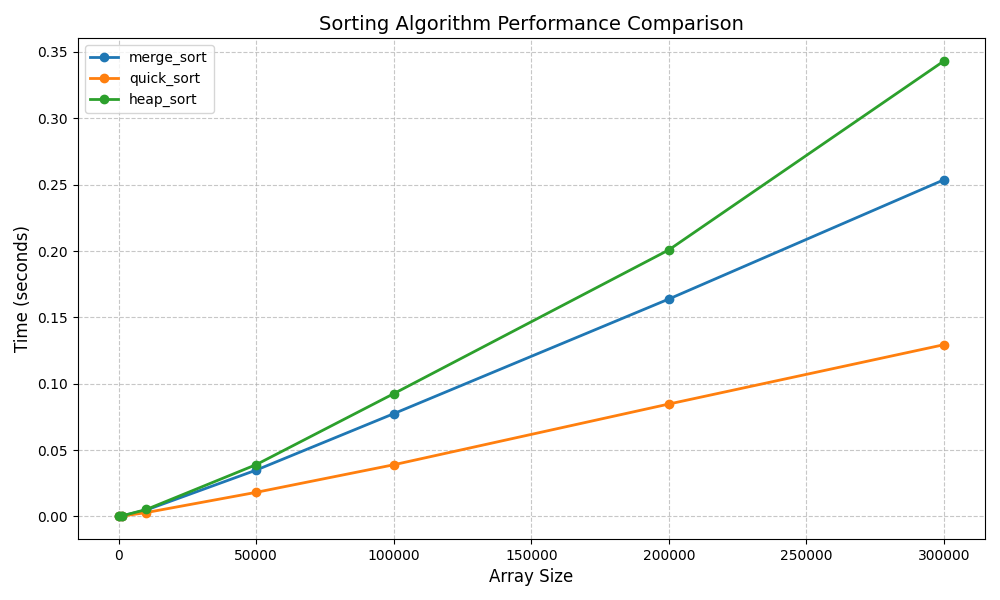 Sorting Algorithm Performance Comparison
merge_sort
quick_sort
heap_sort
Time (seconds)
0.35
0.30
0.25
0.20
0.15
0.10
0.05
0.00
0 50000 100000 150000 200000 250000 300000
Array Size